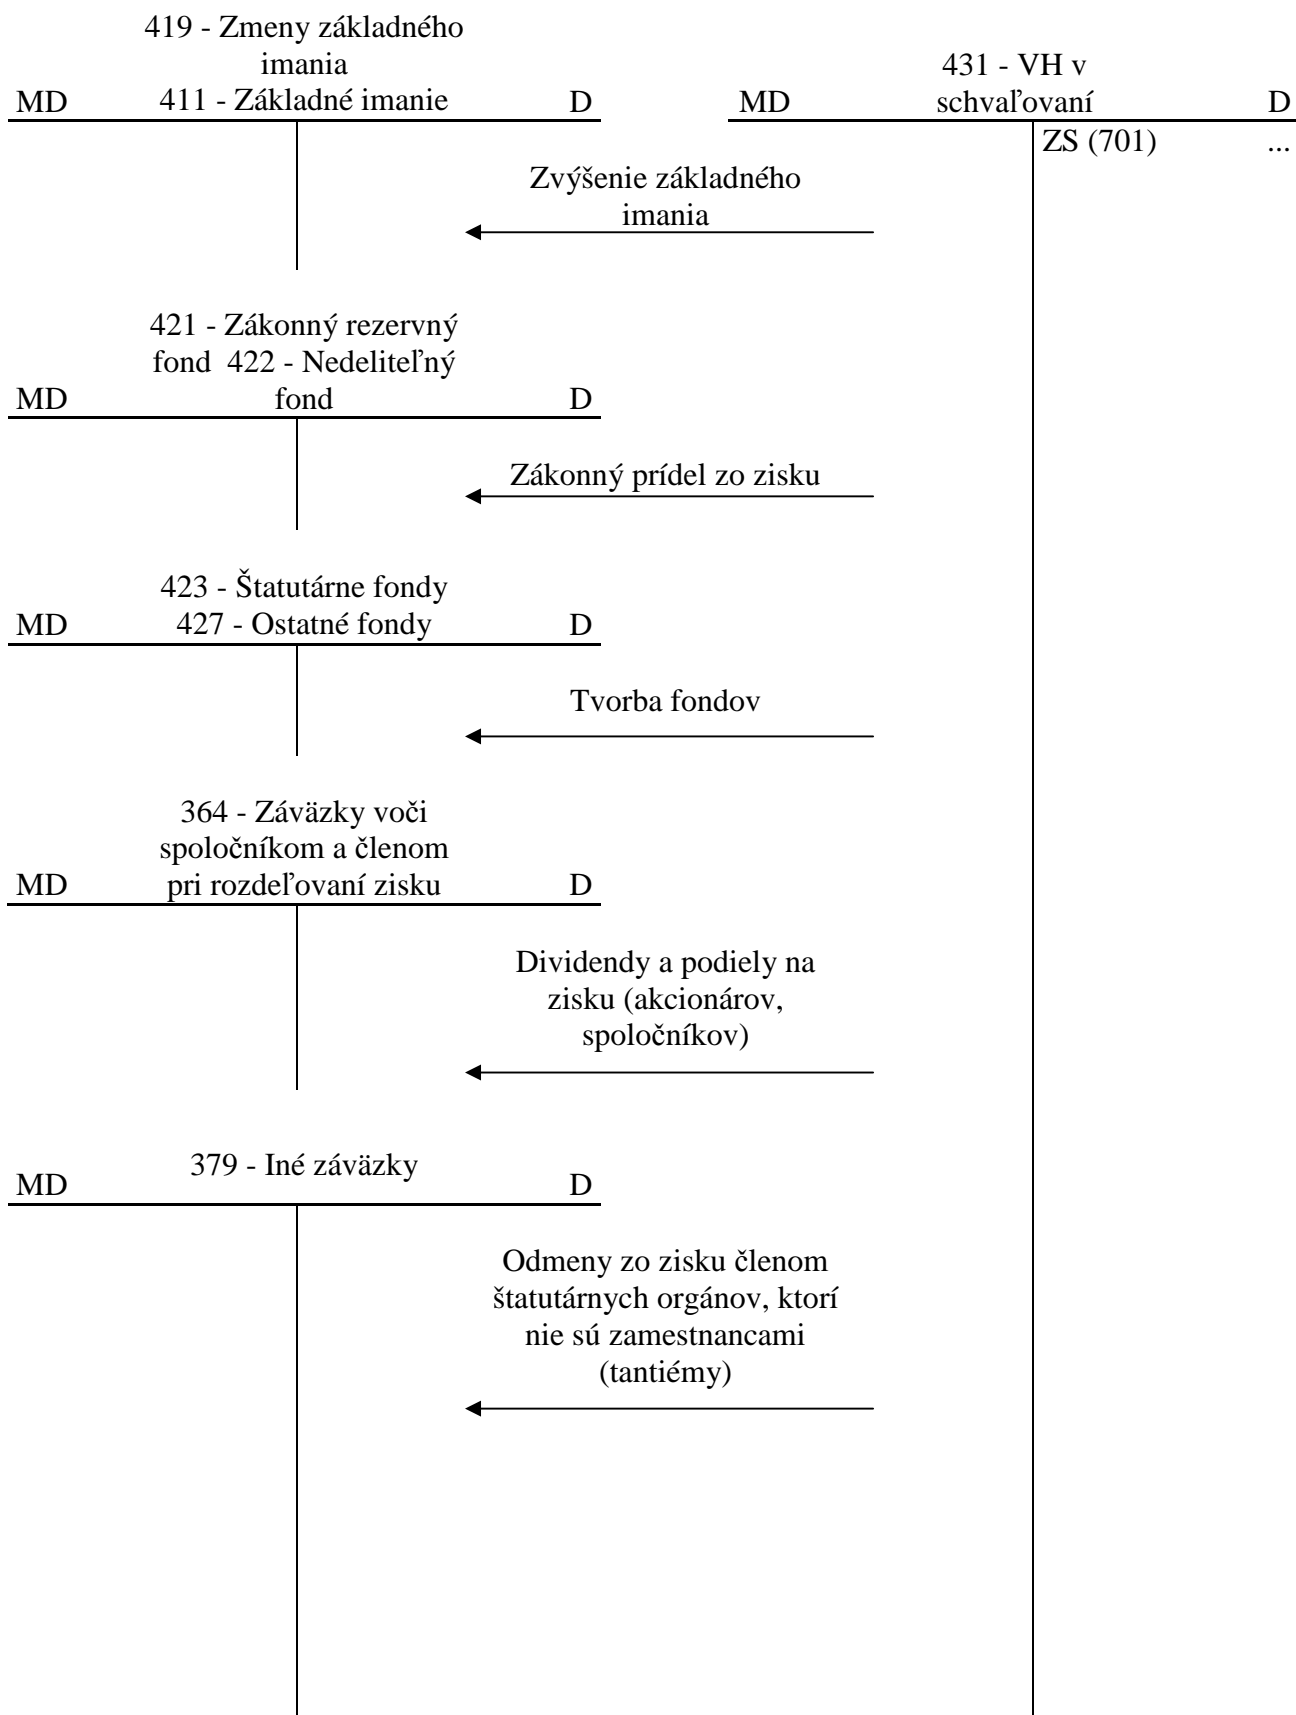 419 - Zmeny základného
imania
MD 411 - Základné imanie D
431 - VH v
MD schvaľovaní D
ZS (701) ...
Zvýšenie základného
imania
421 - Zákonný rezervný
fond 422 - Nedeliteľný
MD fond D
Zákonný prídel zo zisku
423 - Štatutárne fondy
MD 427 - Ostatné fondy D
Tvorba fondov
364 - Záväzky voči
spoločníkom a členom
MD pri rozdeľovaní zisku D
Dividendy a podiely na
zisku (akcionárov,
spoločníkov)
379 - Iné záväzky
MD D
Odmeny zo zisku členom
štatutárnych orgánov, ktorí
nie sú zamestnancami
(tantiémy)